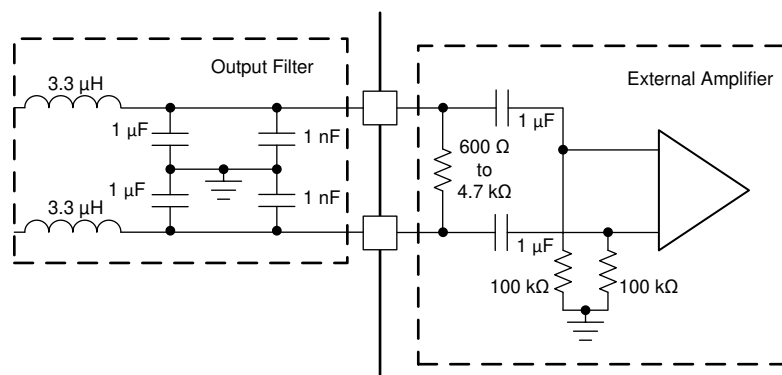 Output Filter
3.3 µH
1 µF
1 nF
1 µF
1 nF
3.3 µH
External Amplifier
1 µF
600 Ω
to
4.7 kΩ
1 µF
100 kΩ
100 kΩ